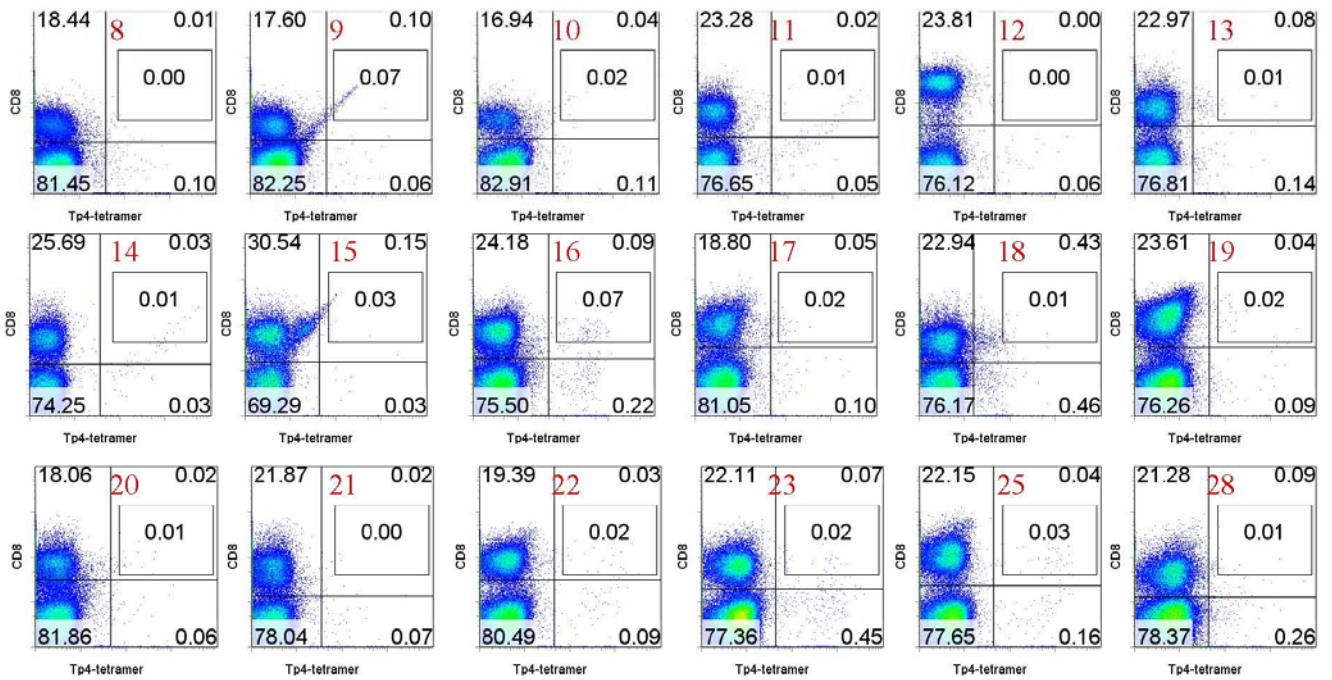 18.44 8 0.01 17.60 9 0.10 16.94 10 0.04 23.28 11 0.02 23.81 12 0.00 22.97 13 0.08
0.00 0.07 0.02 0.01 0.00 0.01
CD8 CD8 CD8 CD8 CD8 CD8
81.45 0.10 82.25 0.06 82.91 0.11 76.65 0.05 76.12 0.06 76.81 0.14
Tp4-tetramer Tp4-tetramer Tp4-tetramer Tp4-tetramer Tp4-tetramer Tp4-tetramer
25.69 14 0.03 30.54 15 0.15 24.18 16 0.09 18.80 17 0.05 22.94 18 0.43 23.61 19 0.04
0.01 0.03 0.07 0.02 0.01 0.02
CD8 CD8 CD8 CD8 CD8 CD8
74.25 0.03 69.29 0.03 75.50 0.22 81.05 0.10 76.17 0.46 76.26 0.09
Tp4-tetramer Tp4-tetramer Tp4-tetramer Tp4-tetramer Tp4-tetramer Tp4-tetramer
18.06 20 0.02 21.87 21 0.02 19.39 22 0.03 22.11 23 0.07 22.15 25 0.04 21.28 28 0.09
0.01 0.00 0.02 0.02 0.03 0.01
CD8 CD8 CD8 CD8 CD8 CD8
81.86 0.06 78.04 0.07 80.49 0.09 77.36 0.45 77.65 0.16 78.37 0.26
Tp4-tetramer Tp4-tetramer Tp4-tetramer Tp4-tetramer Tp4-tetramer Tp4-tetramer